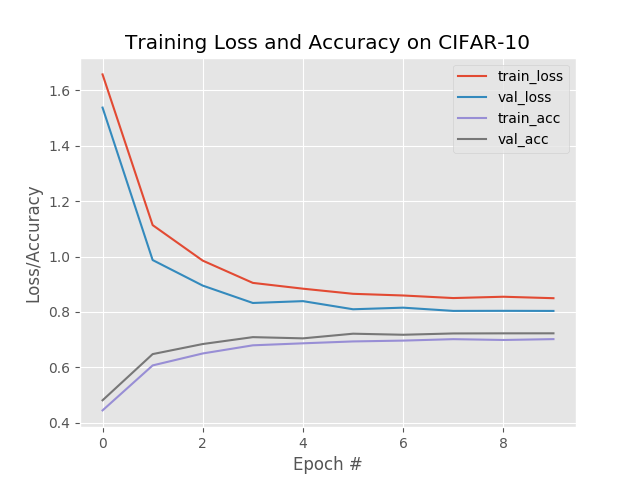 Training Loss and Accuracy on CIFAR-10
train_loss
val_loss
train_acc
val_acc
Loss/Accuracy
1.6
1.4
1.2
1.0
0.8
0.6
0.4
0 2 4 6 8
Epoch #